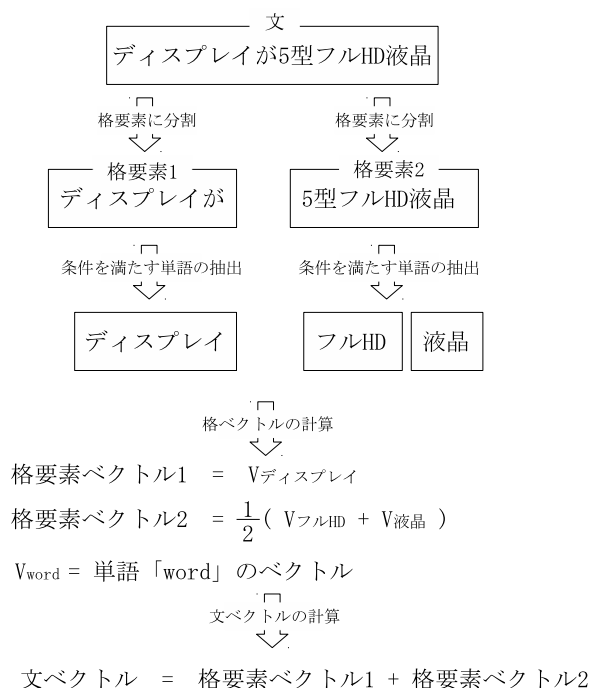 文
ディスプレイが5型フルHD液晶
格要素に分割 格要素に分割
格要素1 格要素2
ディスプレイが 5型フルHD液晶
条件を満たす単語の抽出 条件を満たす単語の抽出
ディスプレイ フルHD 液晶
格ベクトルの計算
格要素ベクトル1 = Vディスプレイ
格要素ベクトル2 = 1/2( VフルHD + V液晶 )
Vword = 単語「word」のベクトル
文ベクトルの計算
文ベクトル = 格要素ベクトル1 + 格要素ベクトル2